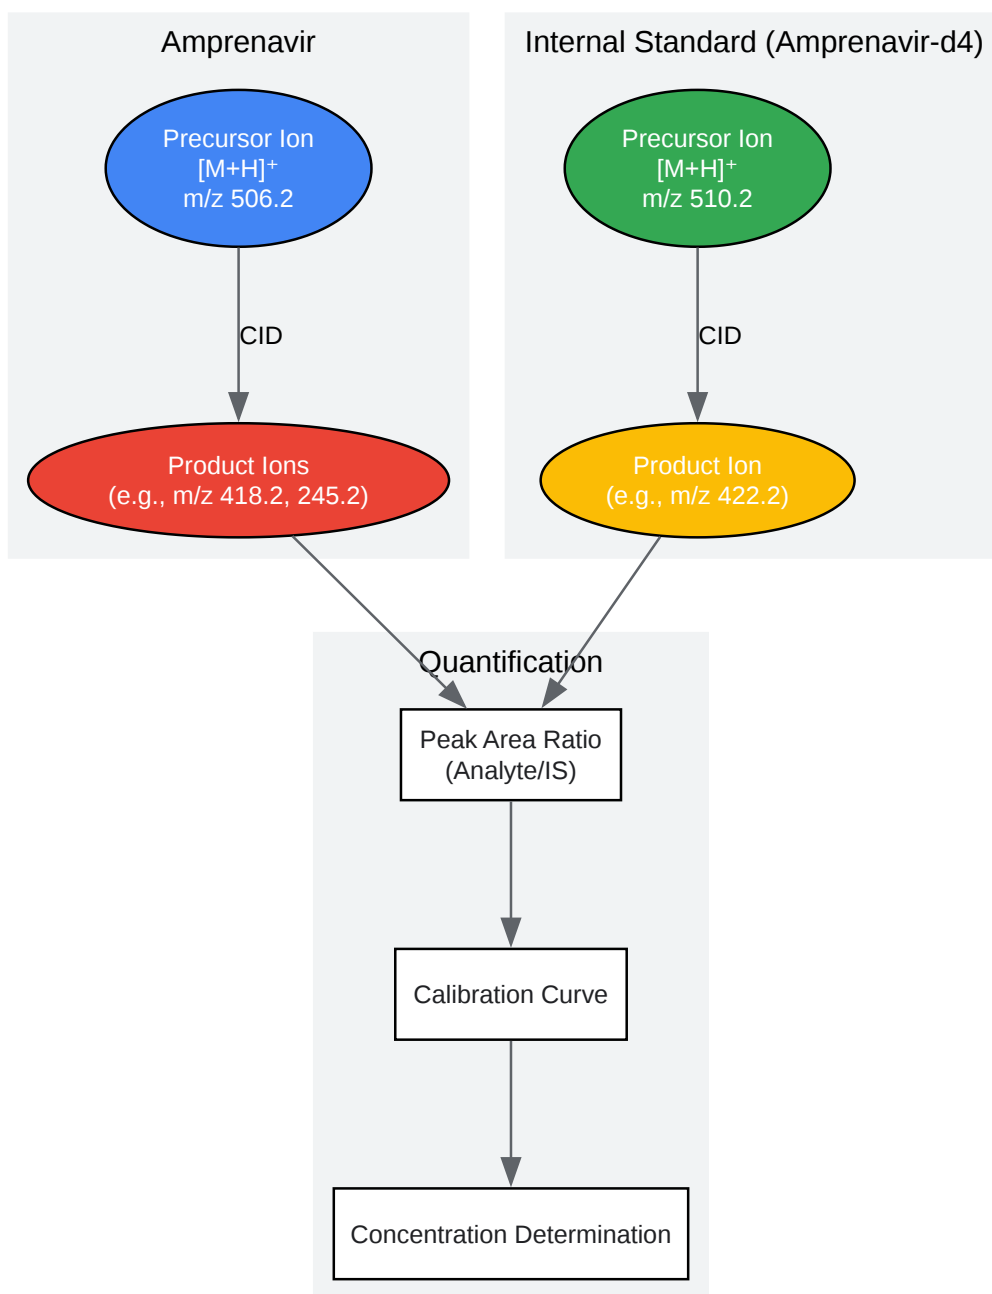 Amprenavir
Precursor Ion
[M+H]⁺
m/z 506.2
CID
Product Ions
(e.g., m/z 418.2, 245.2)
Internal Standard (Amprenavir-d4)
Precursor Ion
[M+H]⁺
m/z 510.2
CID
Product Ion
(e.g., m/z 422.2)
Quantification
Peak Area Ratio
(Analyte/IS)
Calibration Curve
Concentration Determination